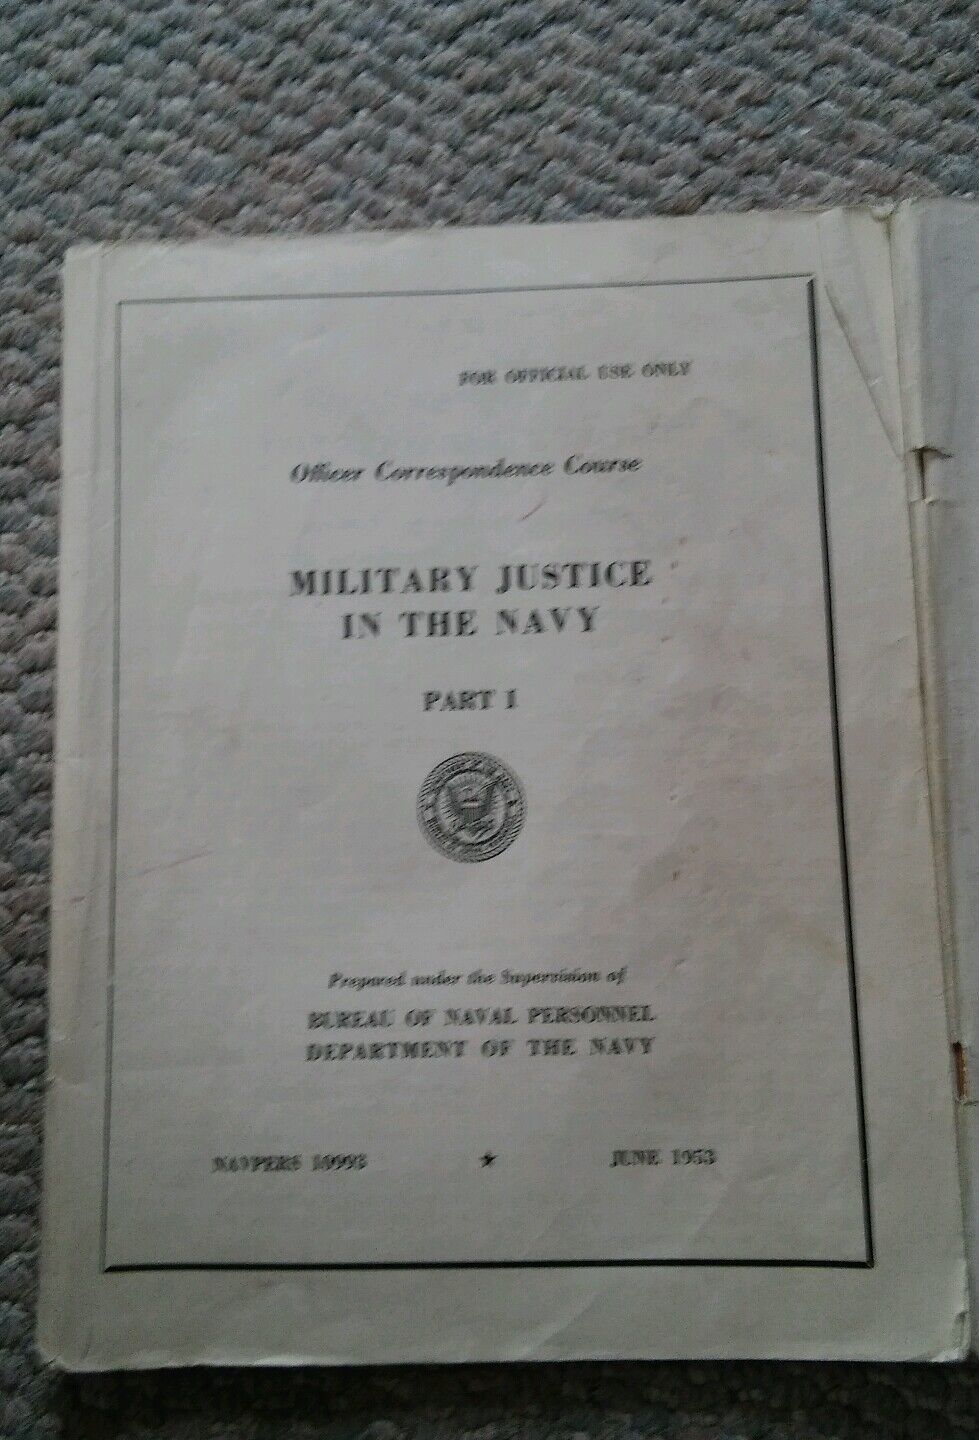 FOR OFFICIAL USE ONLY
Officer Correspondence Course
MILITARY JUSTICE
IN THE NAVY
PART 1
Prepared under the Supervision of
BUREAU OF NAVAL PERSONNEL
DEPARTMENT OF THE NAVY
NAVPERS 10993 ★ JUNE 1953